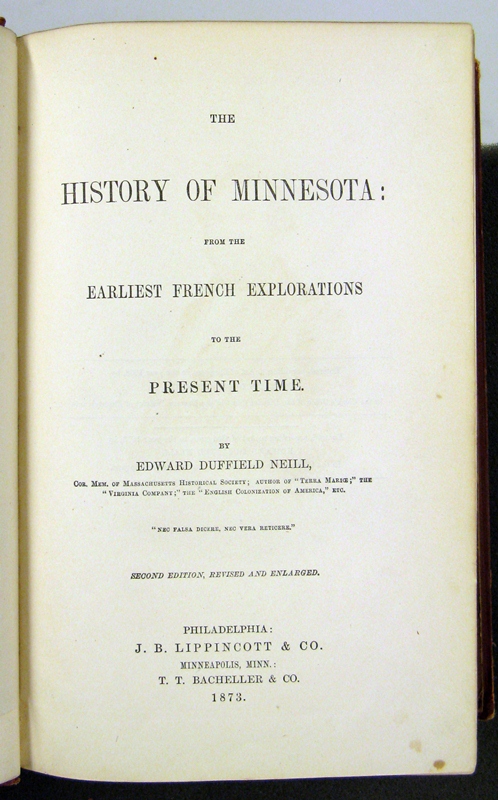 THE
HISTORY OF MINNESOTA:
FROM THE
EARLIEST FRENCH EXPLORATIONS
TO THE
PRESENT TIME.
BY
EDWARD DUFFIELD NEILL,
COR. MEM. OF MASSACHUSETTS HISTORICAL SOCIETY; AUTHOR OF "TERRA MARIŒ;" THE
"VIRGINIA COMPANY;" THE "ENGLISH COLONIZATION OF AMERICA," ETC.
"NEC FALSA DICERE, NEC VERA RETICERE."
SECOND EDITION, REVISED AND ENLARGED.
PHILADELPHIA:
J. B. LIPPINCOTT & CO.
MINNEAPOLIS, MINN.:
T. T. BACHELLER & CO.
1873.